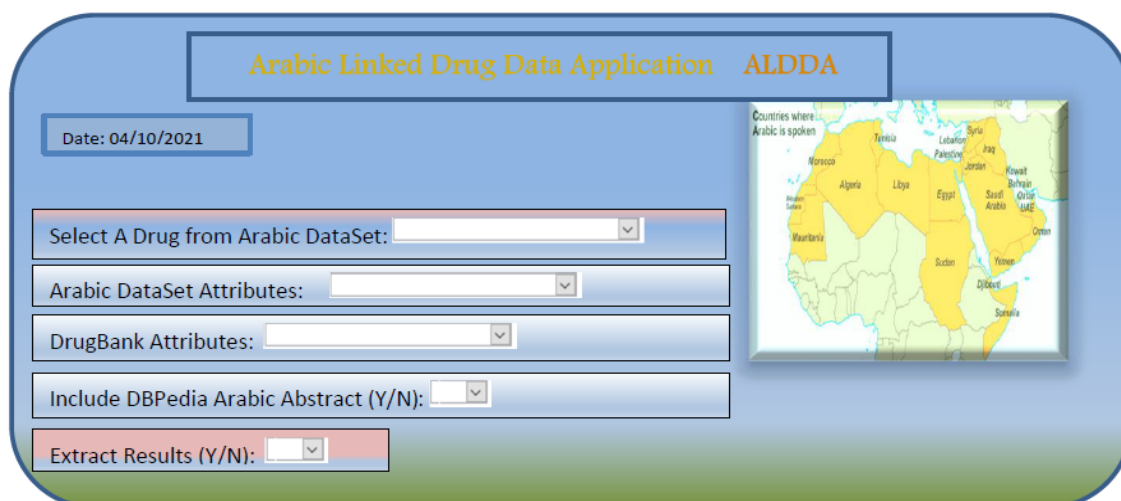 Arabic Linked Drug Data Application ALDDA
Date: 04/10/2021
Countries where
Arabic is spoken
Tunisia
Lebanon
Syria
Palestine
Iraq
Jordan
Morocco
Algeria
Libya
Egypt
Kuwait
Bahrain
Qatar
UAE
Saudi
Arabia
Western
Sahara
Mauritania
Oman
Sudan
Yemen
Djibouti
Somalia
Select A Drug from Arabic DataSet:
Arabic DataSet Attributes:
DrugBank Attributes:
Include DBPedia Arabic Abstract (Y/N):
Extract Results (Y/N):